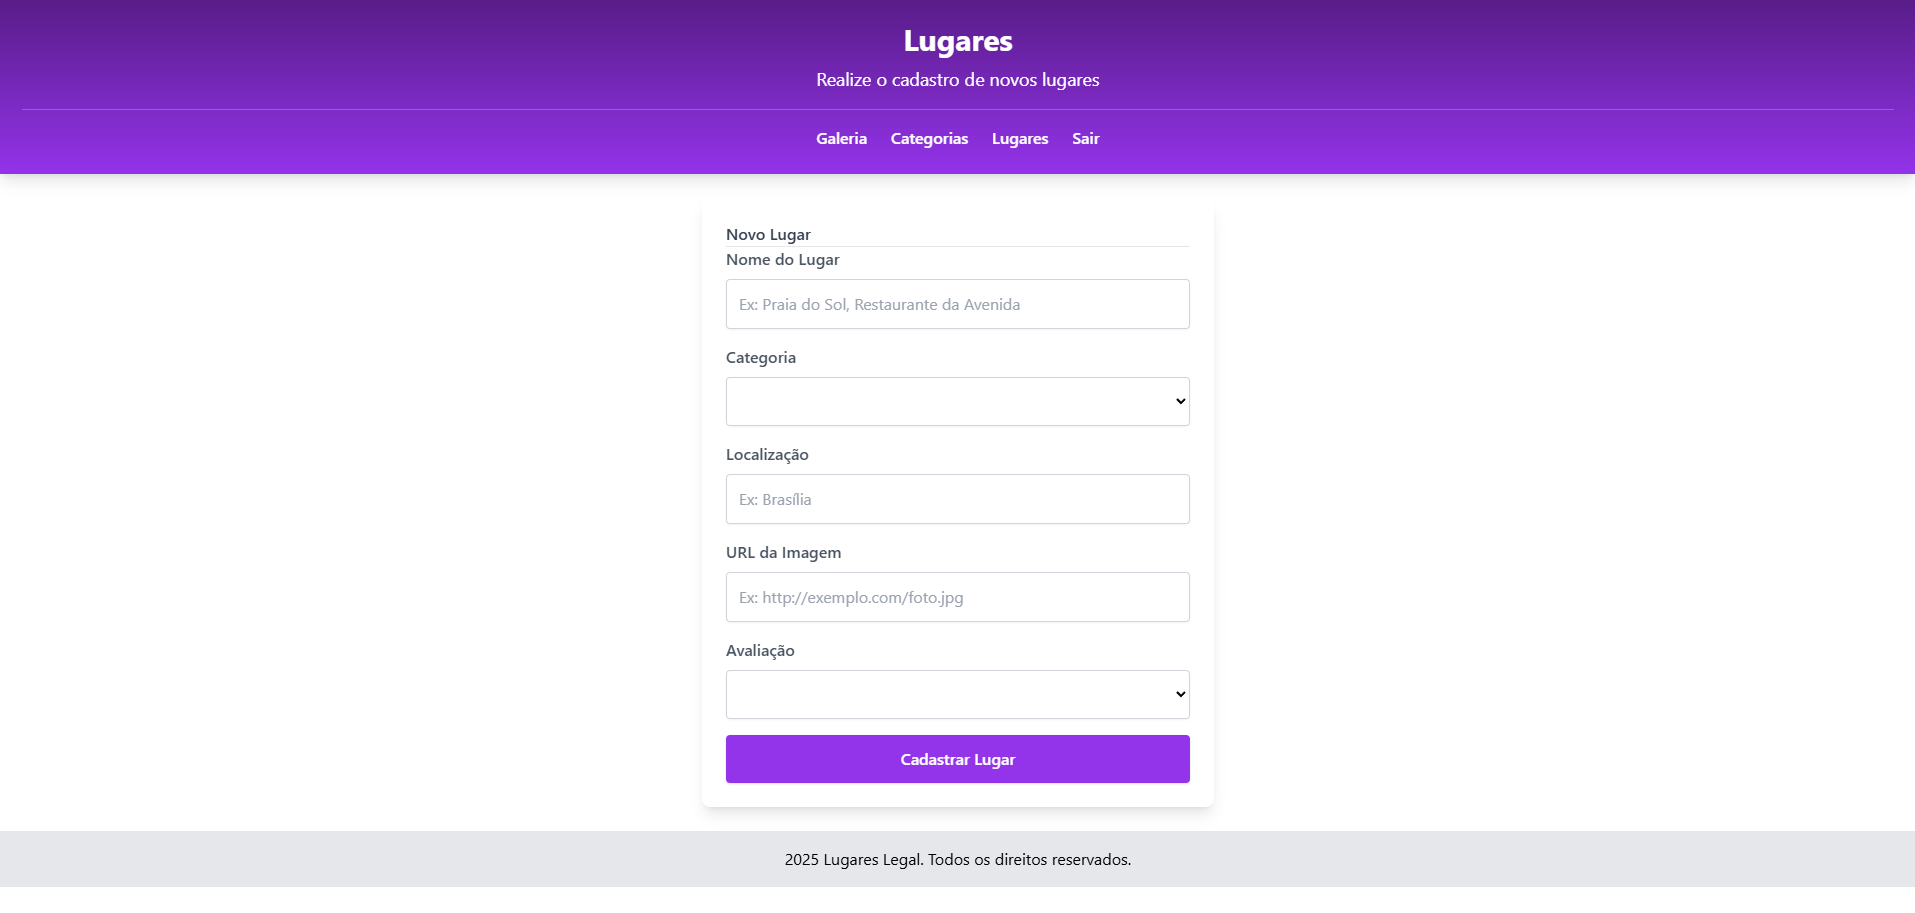 Lugares
Realize o cadastro de novos lugares
Galeria Categorias Lugares Sair
Novo Lugar
Nome do Lugar
Ex: Praia do Sol, Restaurante da Avenida
Categoria
Localização
Ex: Brasília
URL da Imagem
Ex: http://exemplo.com/foto.jpg
Avaliação
Cadastrar Lugar
2025 Lugares Legal. Todos os direitos reservados.